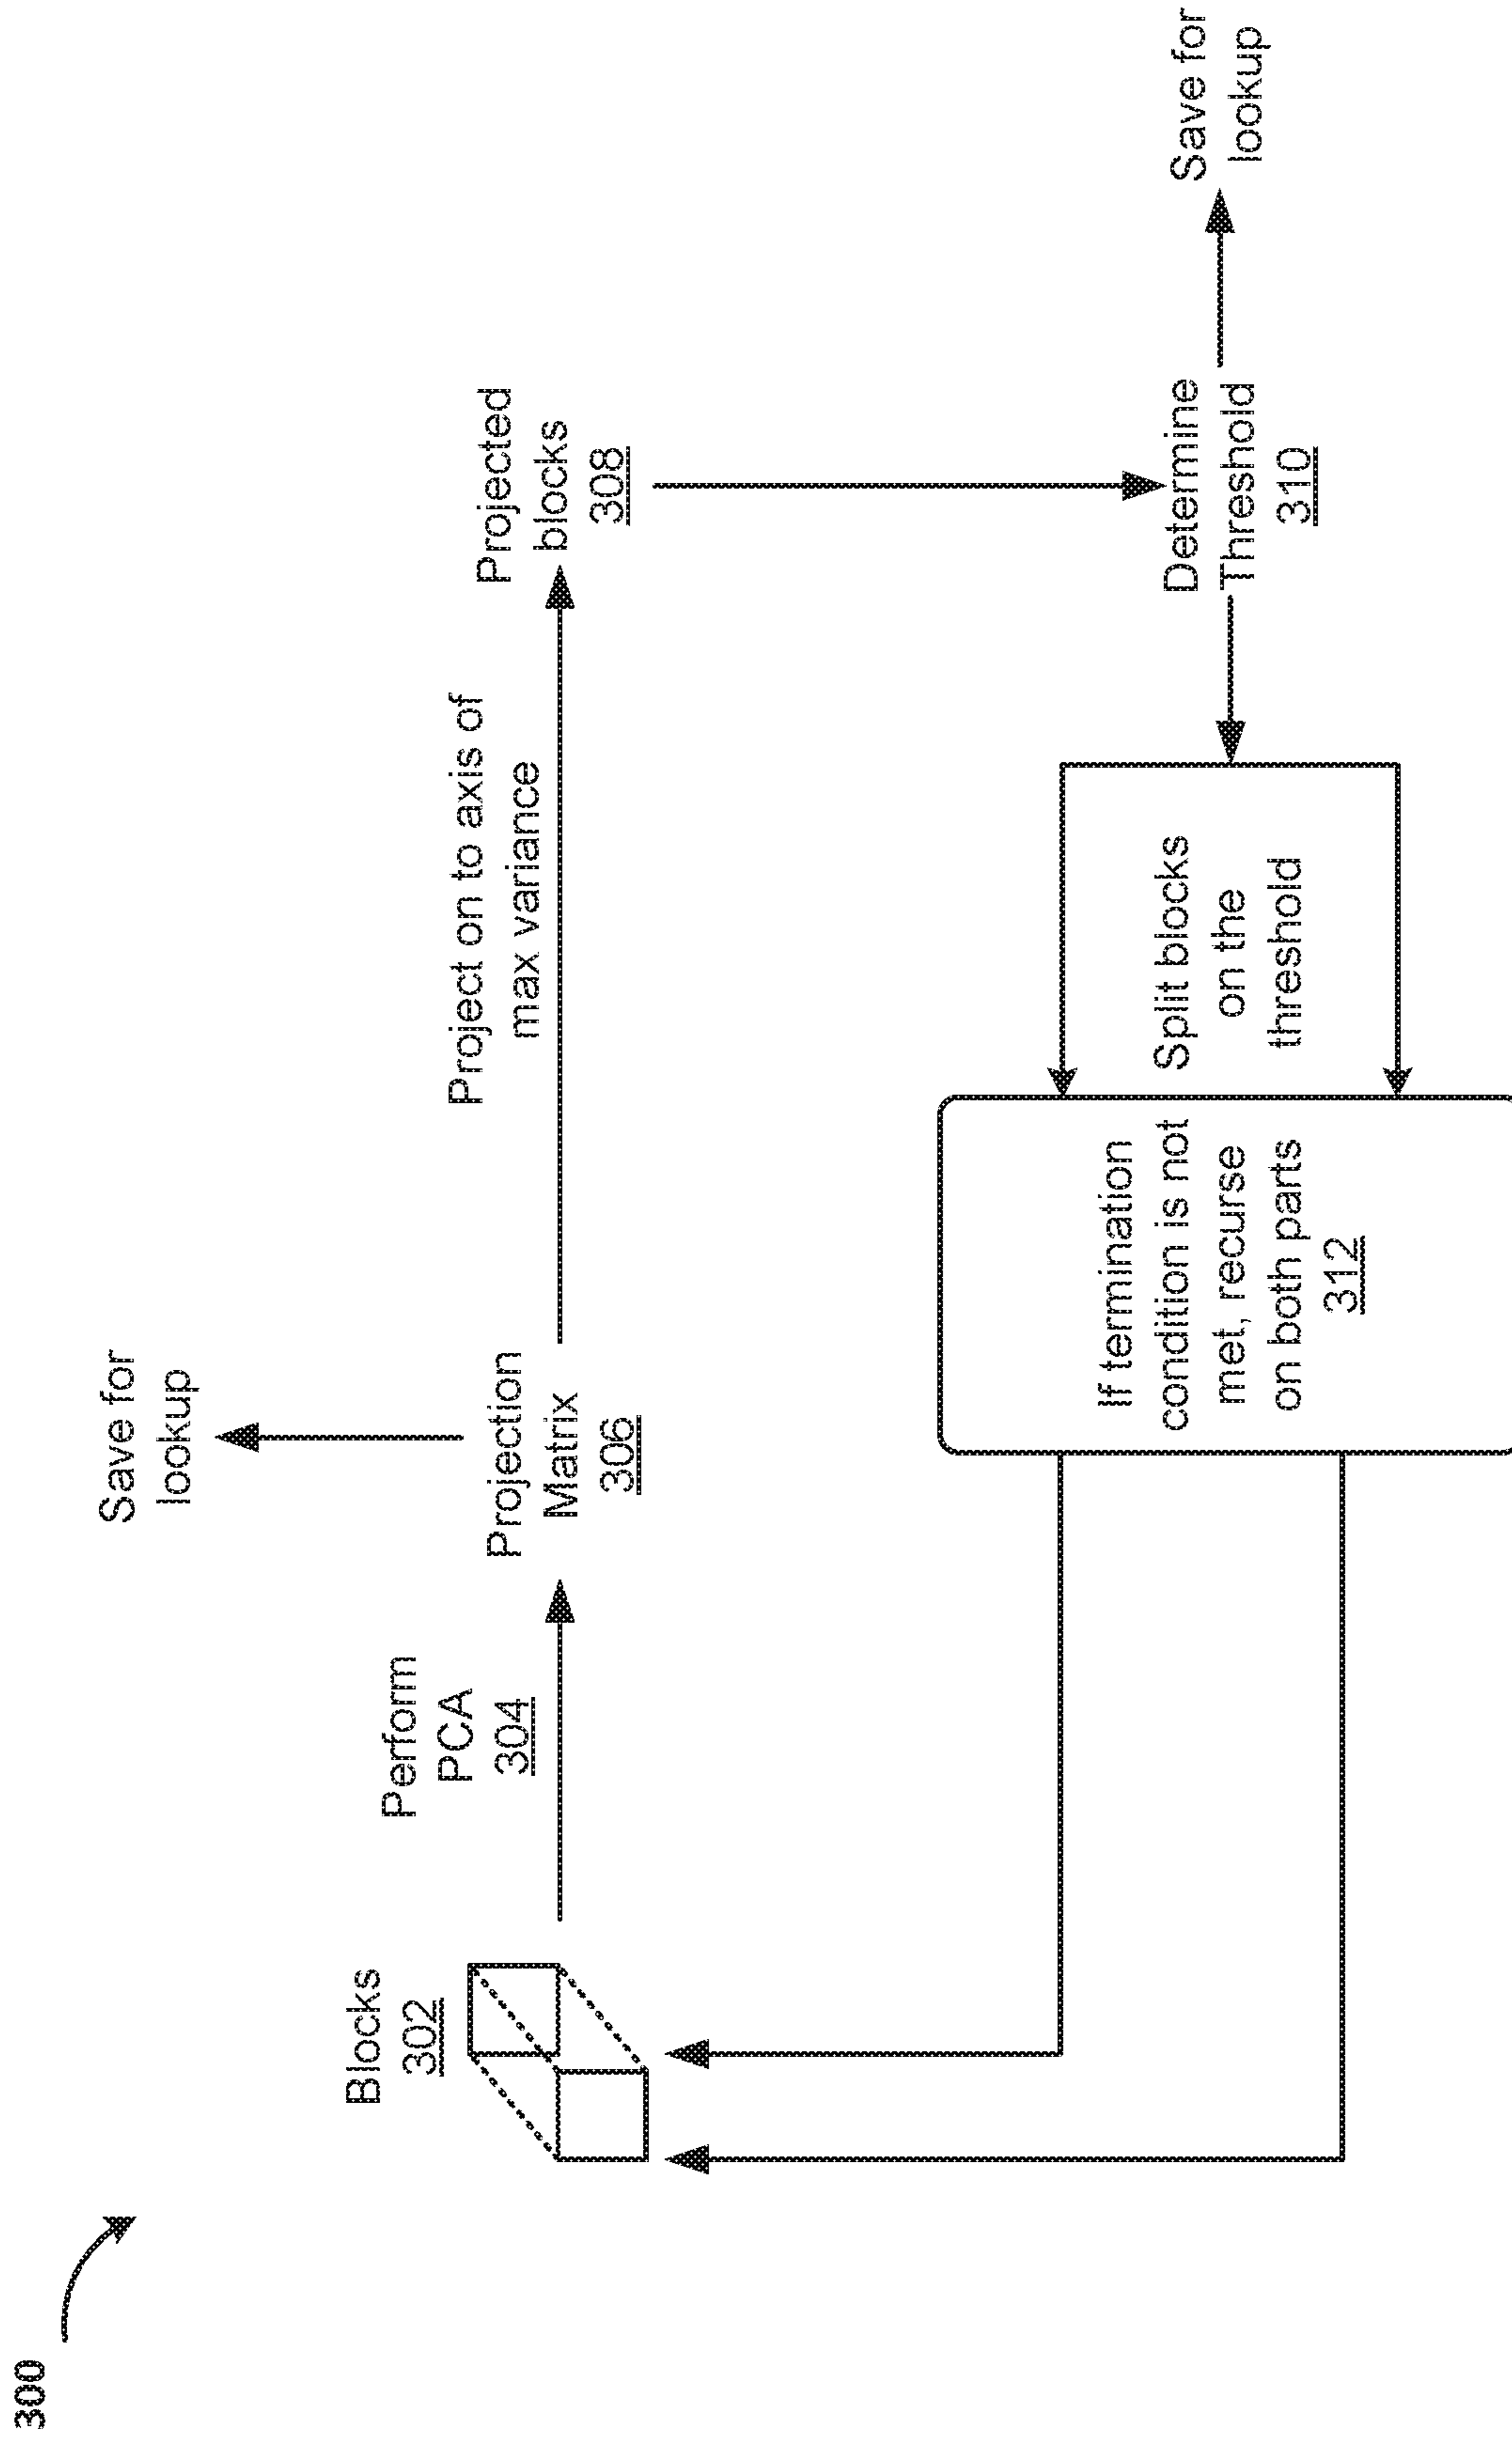 300
Blocks
302
Perform
PCA
304
Save for
lookup
Projection
Matrix
306
Project on to axis of
max variance
Projected
blocks
308
Determine
Threshold
310
Save for
lookup
Split blocks
on the
threshold
If termination
condition is not
met, recurse
on both parts
312